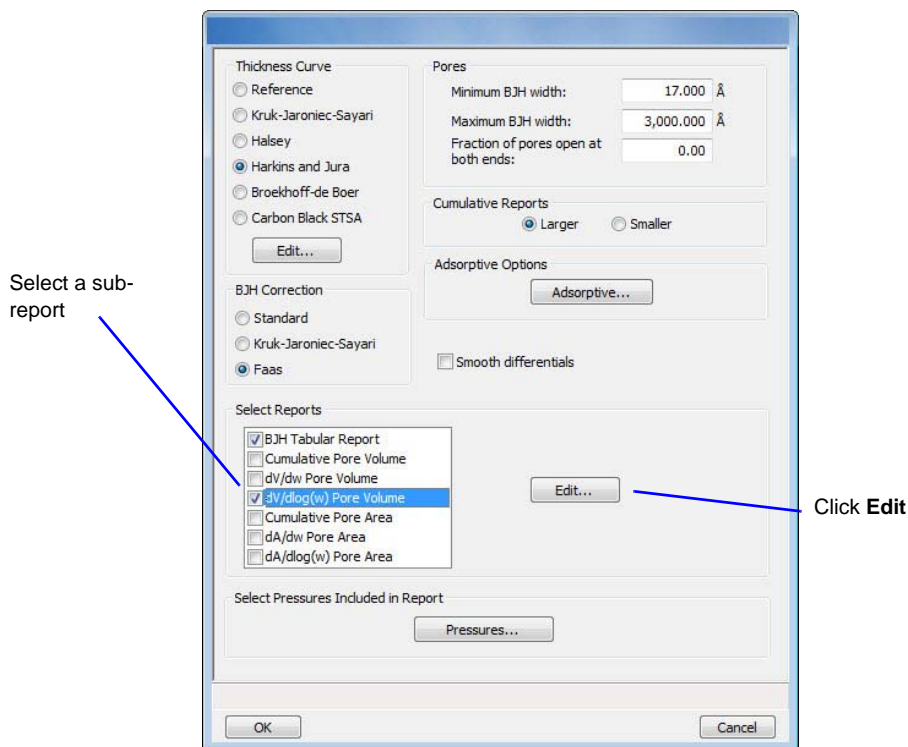 Thickness Curve
Reference
Kruk-Jaroniec-Sayari
Halsey
Harkins and Jura
Broekhoff-de Boer
Carbon Black STSA
Edit...
Pores
Minimum BJH width: 17.000 Å
Maximum BJH width: 3,000.000 Å
Fraction of pores open at
both ends: 0.00
Cumulative Reports
Larger Smaller
Adsorptive Options
Adsorptive...
Select a sub-
report
BJH Correction
Standard
Kruk-Jaroniec-Sayari
Faas
Smooth differentials
Select Reports
BJH Tabular Report
Cumulative Pore Volume
dV/dw Pore Volume
dV/dlog(w) Pore Volume
Cumulative Pore Area
dA/dw Pore Area
dA/dlog(w) Pore Area
Edit...
Click Edit
Select Pressures Included in Report
Pressures...
OK Cancel